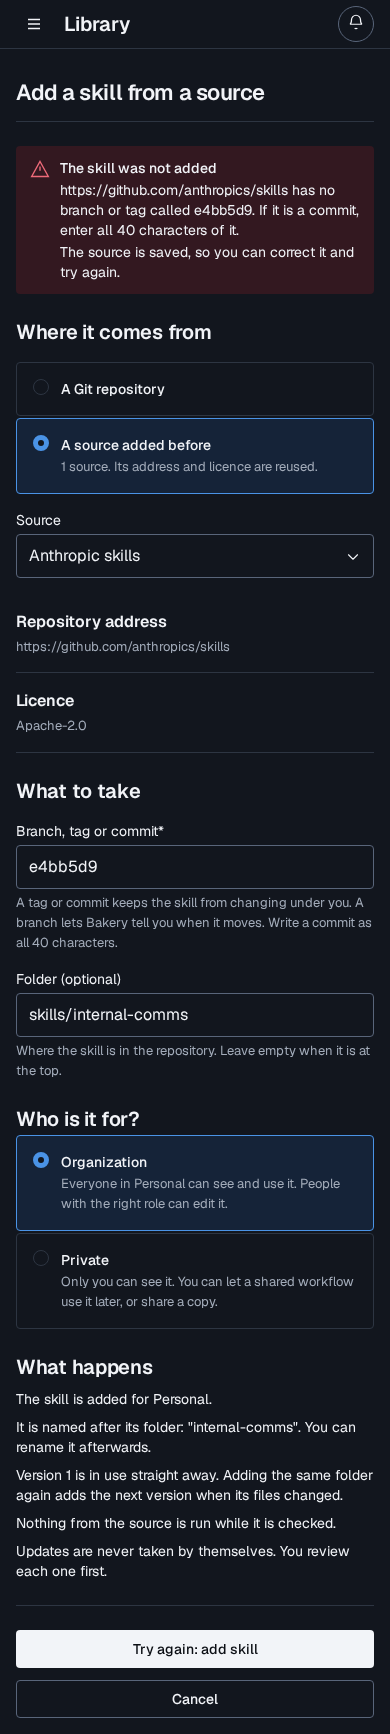 Library
Add a skill from a source
The skill was not added
https://github.com/anthropics/skills has no
branch or tag called e4bb5d9. If it is a commit,
enter all 40 characters of it.
The source is saved, so you can correct it and
try again.
Where it comes from
A Git repository
A source added before
1 source. Its address and licence are reused.
Source
Anthropic skills
Repository address
https://github.com/anthropics/skills
Licence
Apache-2.0
What to take
Branch, tag or commit*
e4bb5d9
A tag or commit keeps the skill from changing under you. A
branch lets Bakery tell you when it moves. Write a commit as
all 40 characters.
Folder (optional)
skills/internal-comms
Where the skill is in the repository. Leave empty when it is at
the top.
Who is it for?
Organization
Everyone in Personal can see and use it. People
with the right role can edit it.
Private
Only you can see it. You can let a shared workflow
use it later, or share a copy.
What happens
The skill is added for Personal.
It is named after its folder: "internal-comms". You can
rename it afterwards.
Version 1 is in use straight away. Adding the same folder
again adds the next version when its files changed.
Nothing from the source is run while it is checked.
Updates are never taken by themselves. You review
each one first.
Try again: add skill
Cancel